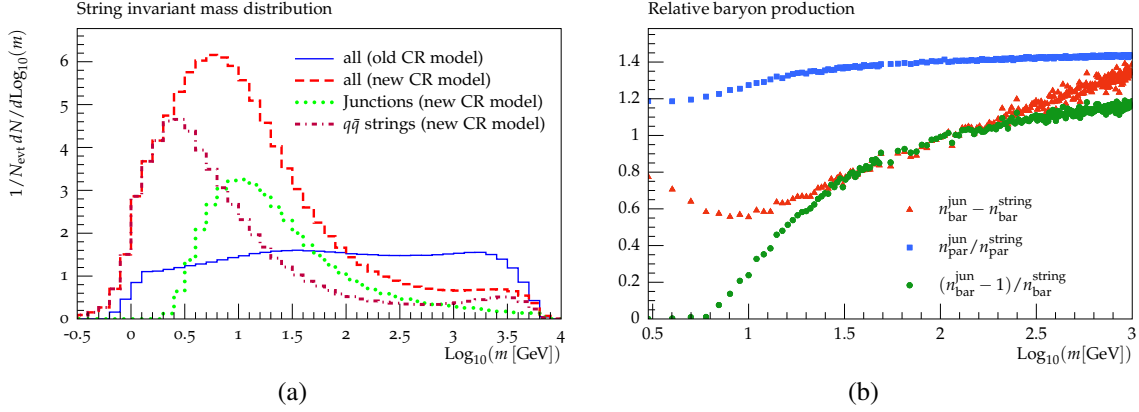 String invariant mass distribution
1/N_evt dN/dLog10(m)
6
5
4
3
2
1
0
all (old CR model)
all (new CR model)
Junctions (new CR model)
qq̄ strings (new CR model)
-0.5 0 0.5 1 1.5 2 2.5 3 3.5 4
Log10(m [GeV])
(a)
Relative baryon production
1.4
1.2
1
0.8
0.6
0.4
0.2
0
n_bar^jun − n_bar^string
n_par^jun/n_par^string
(n_bar^jun − 1)/n_bar^string
0.5 1 1.5 2 2.5 3
Log10(m [GeV])
(b)